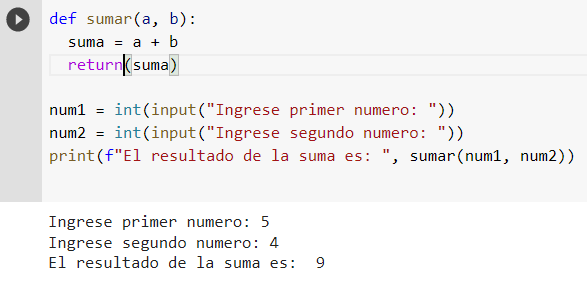 def sumar(a, b):
  suma = a + b
  return(suma)
num1 = int(input("Ingrese primer numero: "))
num2 = int(input("Ingrese segundo numero: "))
print(f"El resultado de la suma es: ", sumar(num1, num2))
Ingrese primer numero: 5
Ingrese segundo numero: 4
El resultado de la suma es:  9